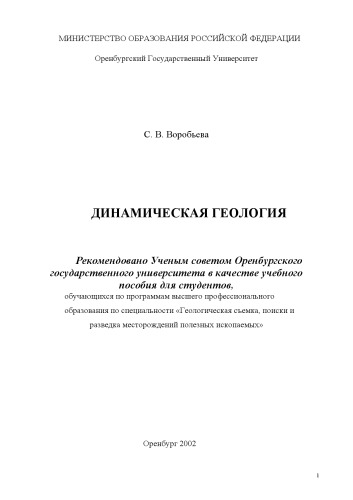 МИНИСТЕРСТВО ОБРАЗОВАНИЯ РОССИЙСКОЙ ФЕДЕРАЦИИ
Оренбургский Государственный Университет
С. В. Воробьева
ДИНАМИЧЕСКАЯ ГЕОЛОГИЯ
Рекомендовано Ученым советом Оренбургского
государственного университета в качестве учебного
пособия для студентов,
обучающихся по программам высшего профессионального
образования по специальности «Геологическая съемка, поиски и
разведка месторождений полезных ископаемых»
Оренбург 2002
1